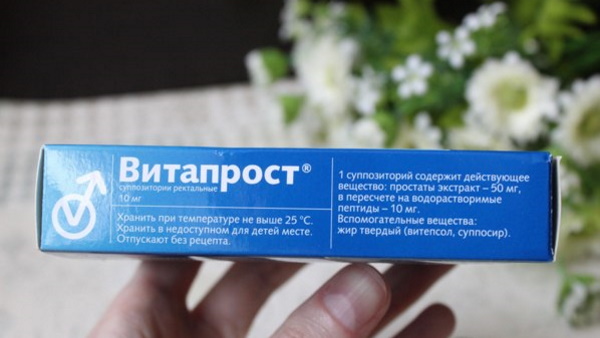 Витапрост®
суппозитории ректальные
10 мг
Хранить при температуре не выше 25 °С.
Хранить в недоступном для детей месте.
Отпускают без рецепта.
1 суппозиторий содержит действующее
вещество: простаты экстракт – 50 мг,
в пересчете на водорастворимые
пептиды – 10 мг.
Вспомогательные вещества:
жир твердый (витепсол, суппосир).